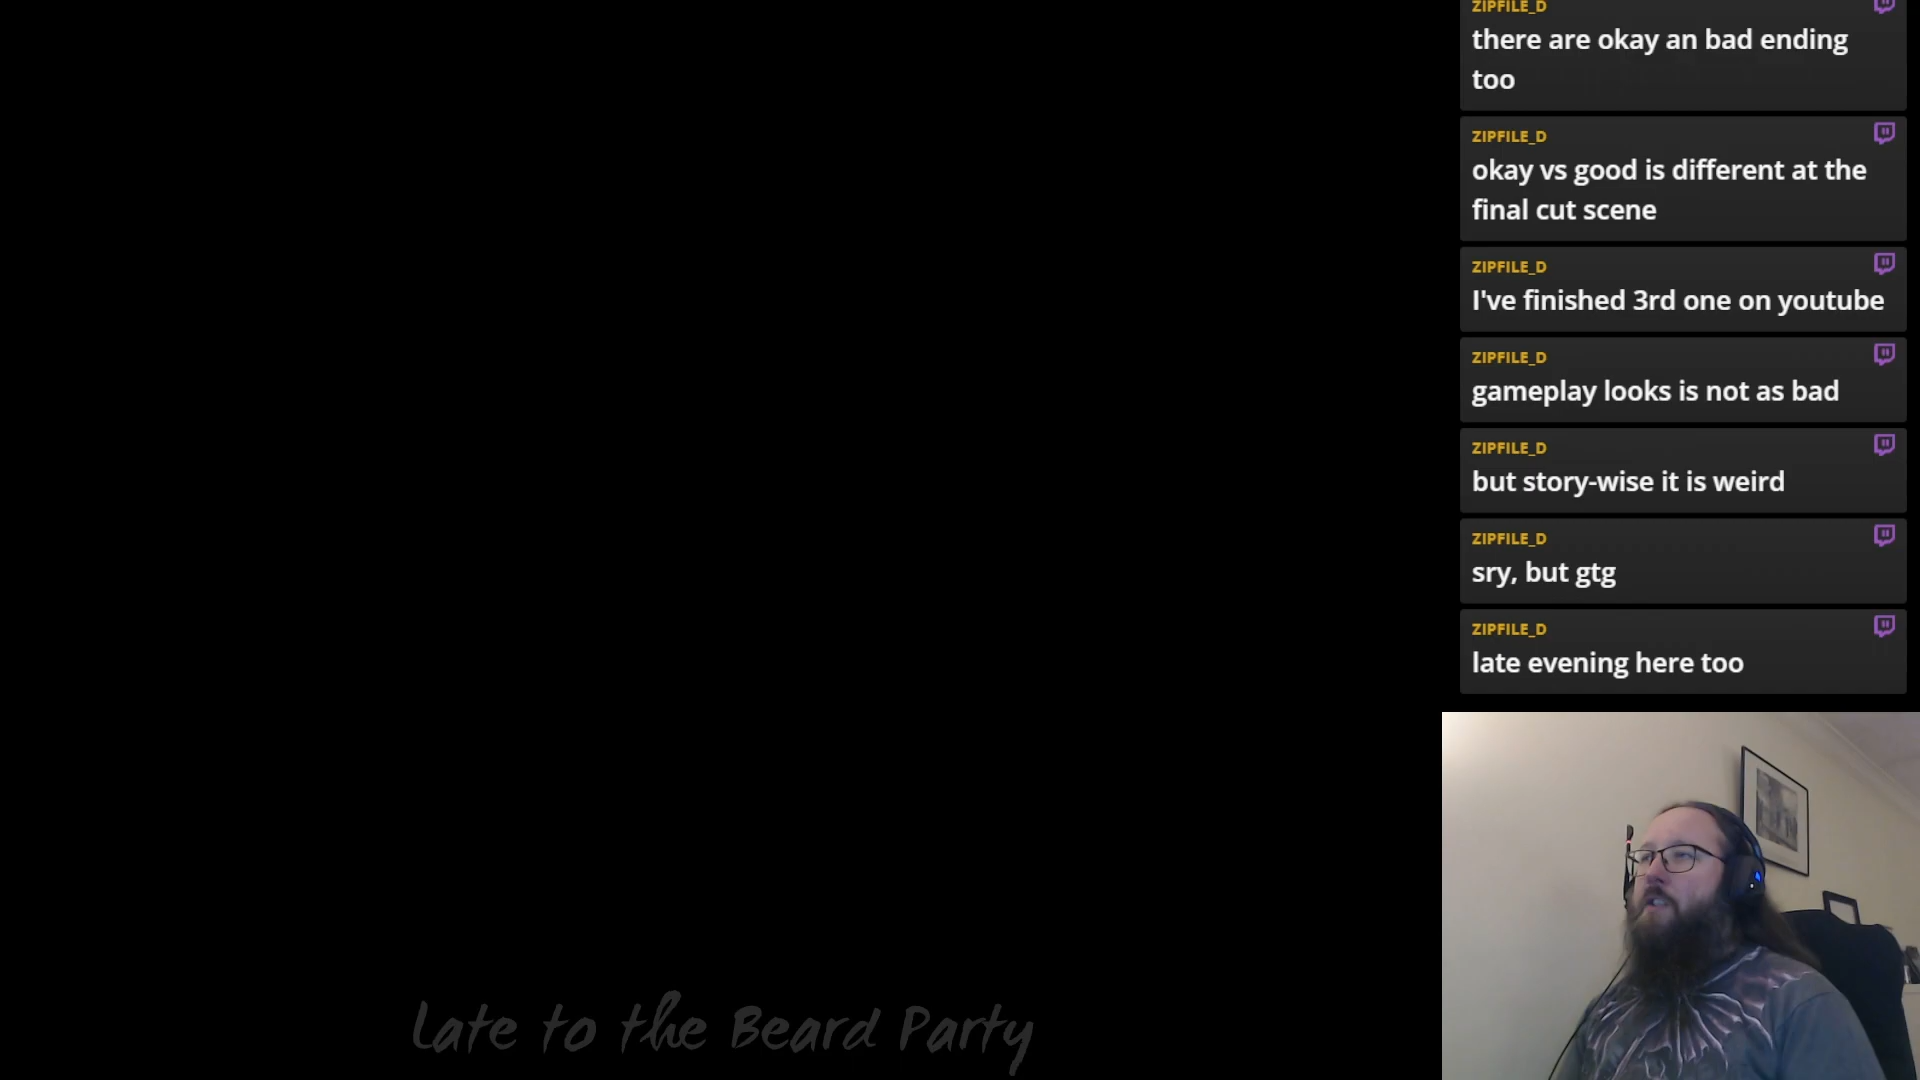 ZIPFILE_D
there are okay an bad ending
too
ZIPFILE_D
okay vs good is different at the
final cut scene
ZIPFILE_D
I've finished 3rd one on youtube
ZIPFILE_D
gameplay looks is not as bad
ZIPFILE_D
but story-wise it is weird
ZIPFILE_D
sry, but gtg
ZIPFILE_D
late evening here too
Late to the Beard Party